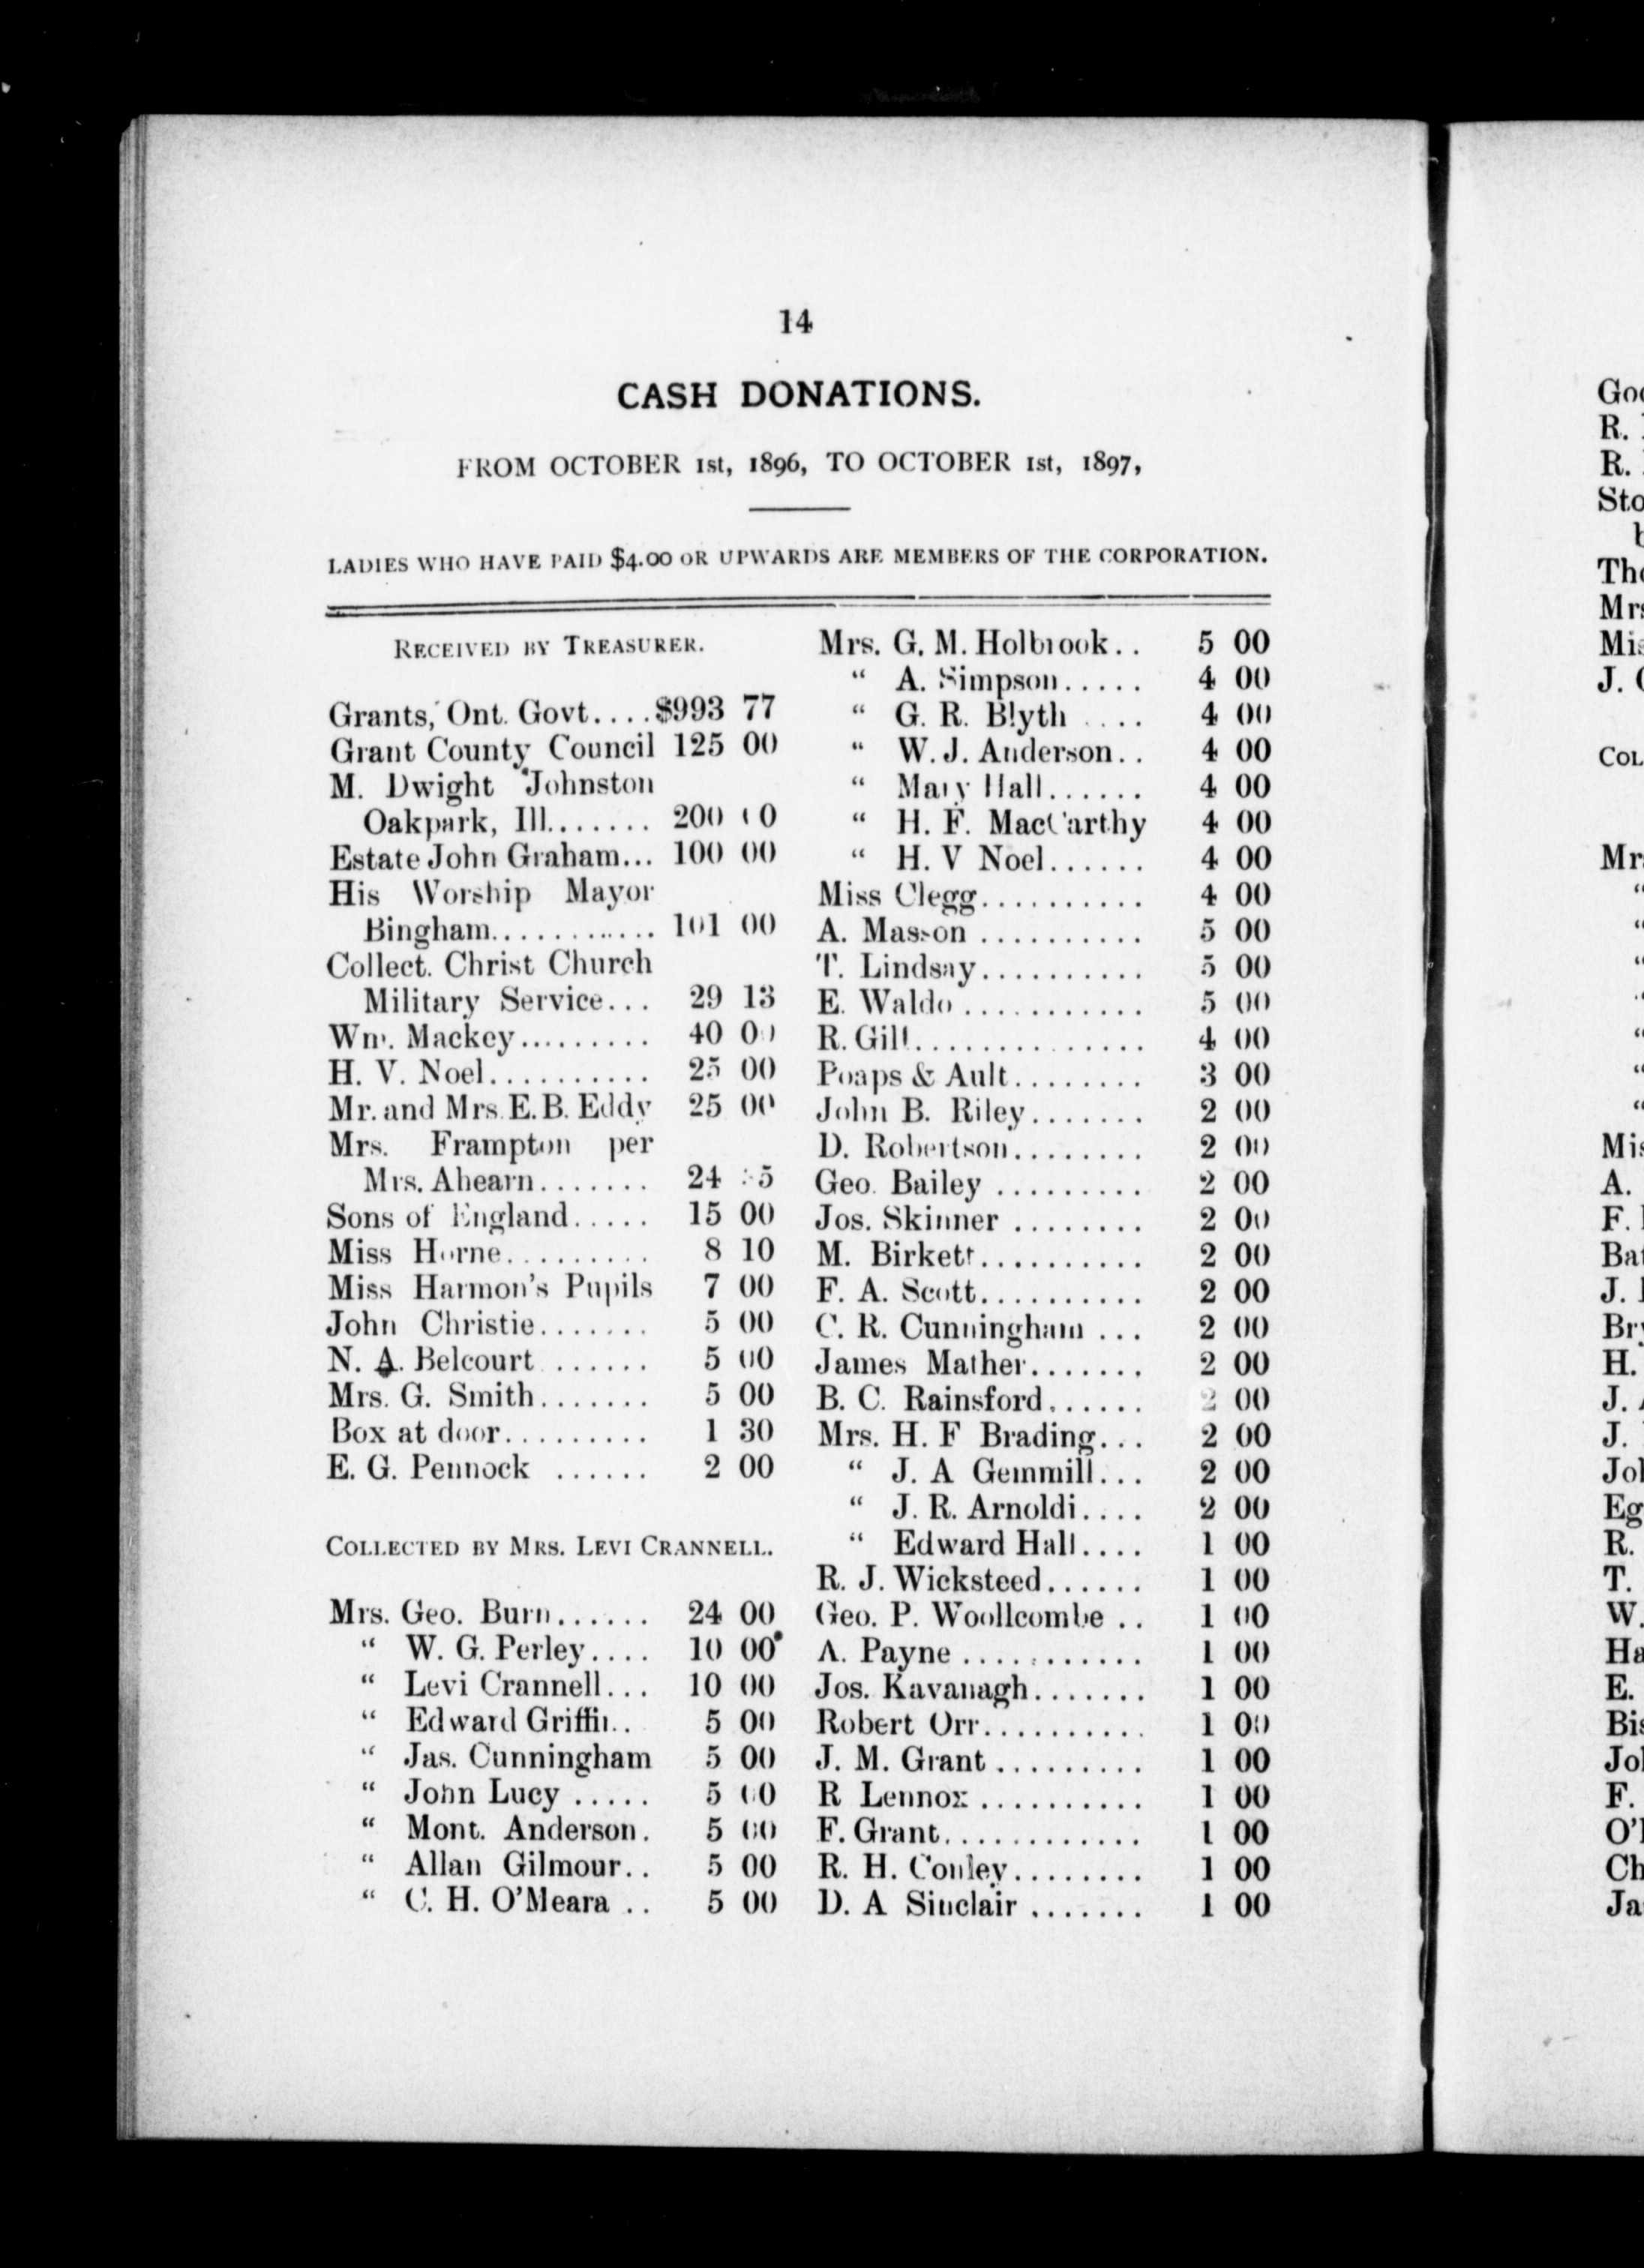 14
CASH DONATIONS.
FROM OCTOBER 1st, 1896, TO OCTOBER 1st, 1897,
LADIES WHO HAVE PAID $4.00 OR UPWARDS ARE MEMBERS OF THE CORPORATION.
RECEIVED BY TREASURER.
Grants, Ont. Govt.... $993 77
Grant County Council 125 00
M. Dwight Johnston
Oakpark, Ill....... 200 00
Estate John Graham... 100 00
His Worship Mayor
Bingham............ 101 00
Collect. Christ Church
Military Service... 29 13
Wm. Mackey......... 40 00
H. V. Noel.......... 25 00
Mr. and Mrs. E. B. Eddy 25 00
Mrs. Frampton per
Mrs. Ahearn....... 24
Sons of England..... 15 00
Miss Horne.......... 8 10
Miss Harmon's Pupils 7 00
John Christie....... 5 00
N. A. Belcourt ...... 5 00
Mrs. G. Smith....... 5 00
Box at door.......... 1 30
E. G. Pennock ...... 2 00
COLLECTED BY MRS. LEVI CRANNELL.
Mrs. Geo. Burn...... 24 00
“ W. G. Perley.... 10 00
“ Levi Crannell... 10 00
“ Edward Griffin.. 5 00
“ Jas. Cunningham 5 00
“ John Lucy ..... 5 00
“ Mont. Anderson. 5 00
“ Allan Gilmour.. 5 00
“ C. H. O'Meara .. 5 00
Mrs. G. M. Holbrook.. 5 00
“ A. Simpson..... 4 00
“ G. R. Blyth .... 4 00
“ W. J. Anderson.. 4 00
“ Mary Hall...... 4 00
“ H. F. MacCarthy 4 00
“ H. V Noel...... 4 00
Miss Clegg.......... 4 00
A. Masson .......... 5 00
T. Lindsay.......... 5 00
E. Waldo ........... 5 00
R. Gill.............. 4 00
Poaps & Ault........ 3 00
John B. Riley....... 2 00
D. Robertson........ 2 00
Geo. Bailey ......... 2 00
Jos. Skinner ........ 2 00
M. Birkett.......... 2 00
F. A. Scott.......... 2 00
C. R. Cunningham ... 2 00
James Mather....... 2 00
B. C. Rainsford...... 2 00
Mrs. H. F Brading... 2 00
“ J. A Gemmill... 2 00
“ J. R. Arnoldi.... 2 00
“ Edward Hall.... 1 00
R. J. Wicksteed...... 1 00
Geo. P. Woollcombe .. 1 00
A. Payne ........... 1 00
Jos. Kavanagh....... 1 00
Robert Orr.......... 1 00
J. M. Grant ......... 1 00
R Lennox .......... 1 00
F. Grant............ 1 00
R. H. Conley........ 1 00
D. A Sinclair ....... 1 00